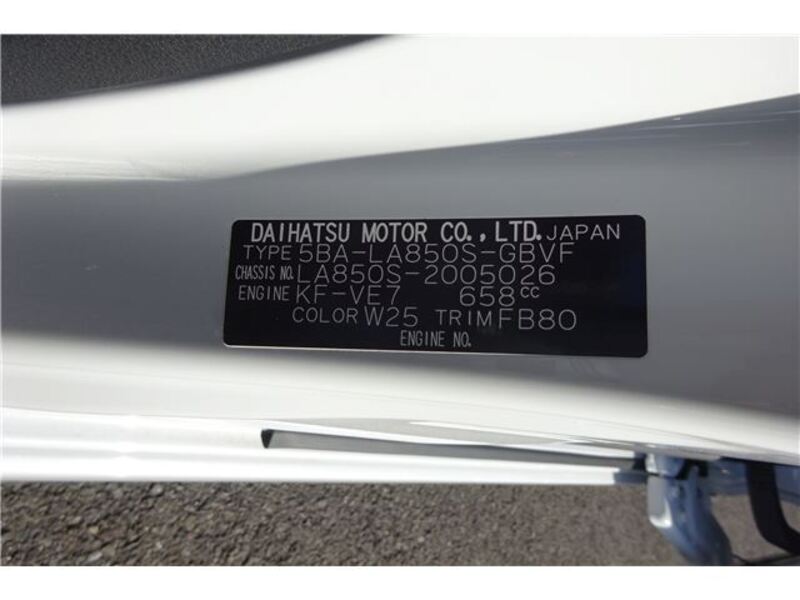 DAIHATSU MOTOR CO., LTD. JAPAN
TYPE 5BA-LA850S-GBVF
CHASSIS NO. LA850S-2005026
ENGINE KF-VE7 658cc
COLOR W25 TRIM FB80
ENGINE NO.